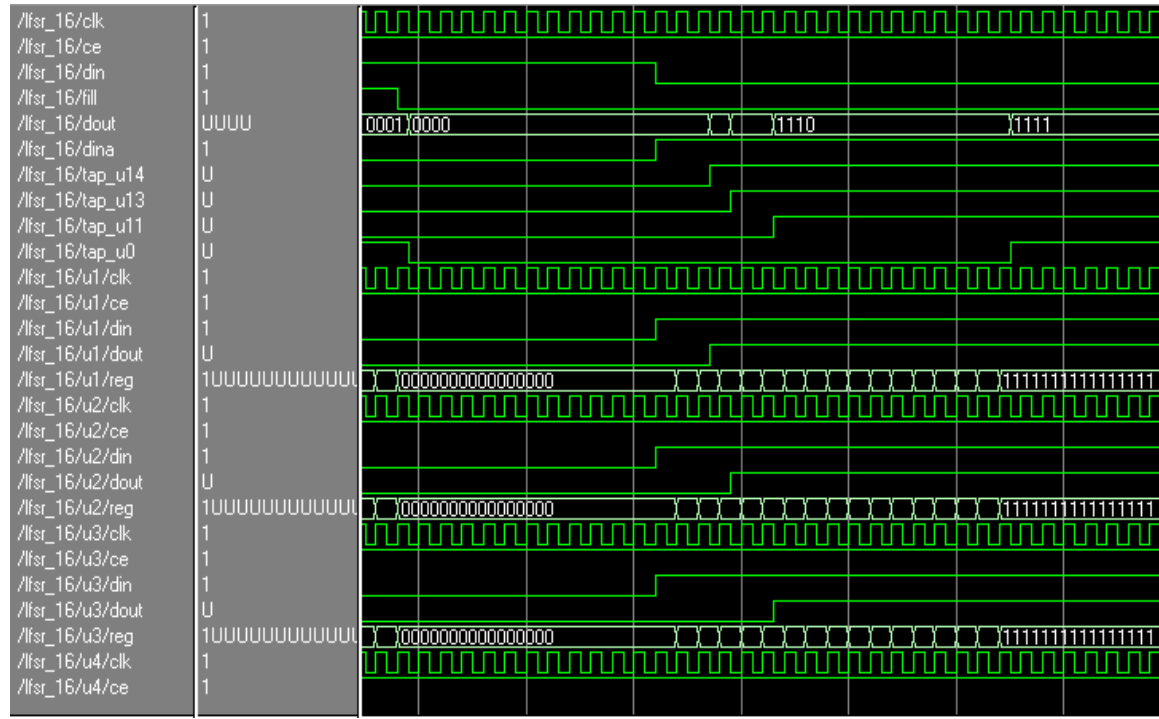 /lfsr_16/clk 1
/lfsr_16/ce 1
/lfsr_16/din 1
/lfsr_16/fill 1
/lfsr_16/dout UUUU 0001 0000 1110 1111
/lfsr_16/dina 1
/lfsr_16/tap_u14 U
/lfsr_16/tap_u13 U
/lfsr_16/tap_u11 U
/lfsr_16/tap_u0 U
/lfsr_16/u1/clk 1
/lfsr_16/u1/ce 1
/lfsr_16/u1/din 1
/lfsr_16/u1/dout U
/lfsr_16/u1/reg 1UUUUUUUUUUUUU 0000000000000000 1111111111111111
/lfsr_16/u2/clk 1
/lfsr_16/u2/ce 1
/lfsr_16/u2/din 1
/lfsr_16/u2/dout U
/lfsr_16/u2/reg 1UUUUUUUUUUUUU 0000000000000000 1111111111111111
/lfsr_16/u3/clk 1
/lfsr_16/u3/ce 1
/lfsr_16/u3/din 1
/lfsr_16/u3/dout U
/lfsr_16/u3/reg 1UUUUUUUUUUUUU 0000000000000000 1111111111111111
/lfsr_16/u4/clk 1
/lfsr_16/u4/ce 1